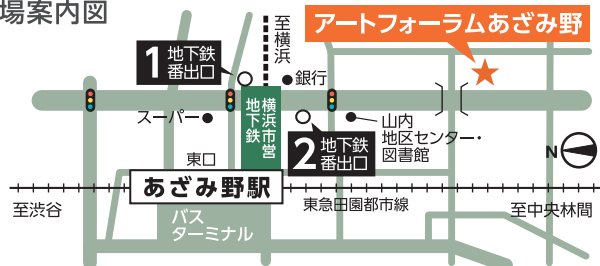 場案内図
至横浜
アートフォーラムあざみ野
1 地下鉄
番出口
銀行
スーパー
横浜市営
地下鉄
山内
地区センター・
図書館
2 地下鉄
番出口
東口
N
あざみ野駅
至渋谷
東急田園都市線
至中央林間
バス
ターミナル